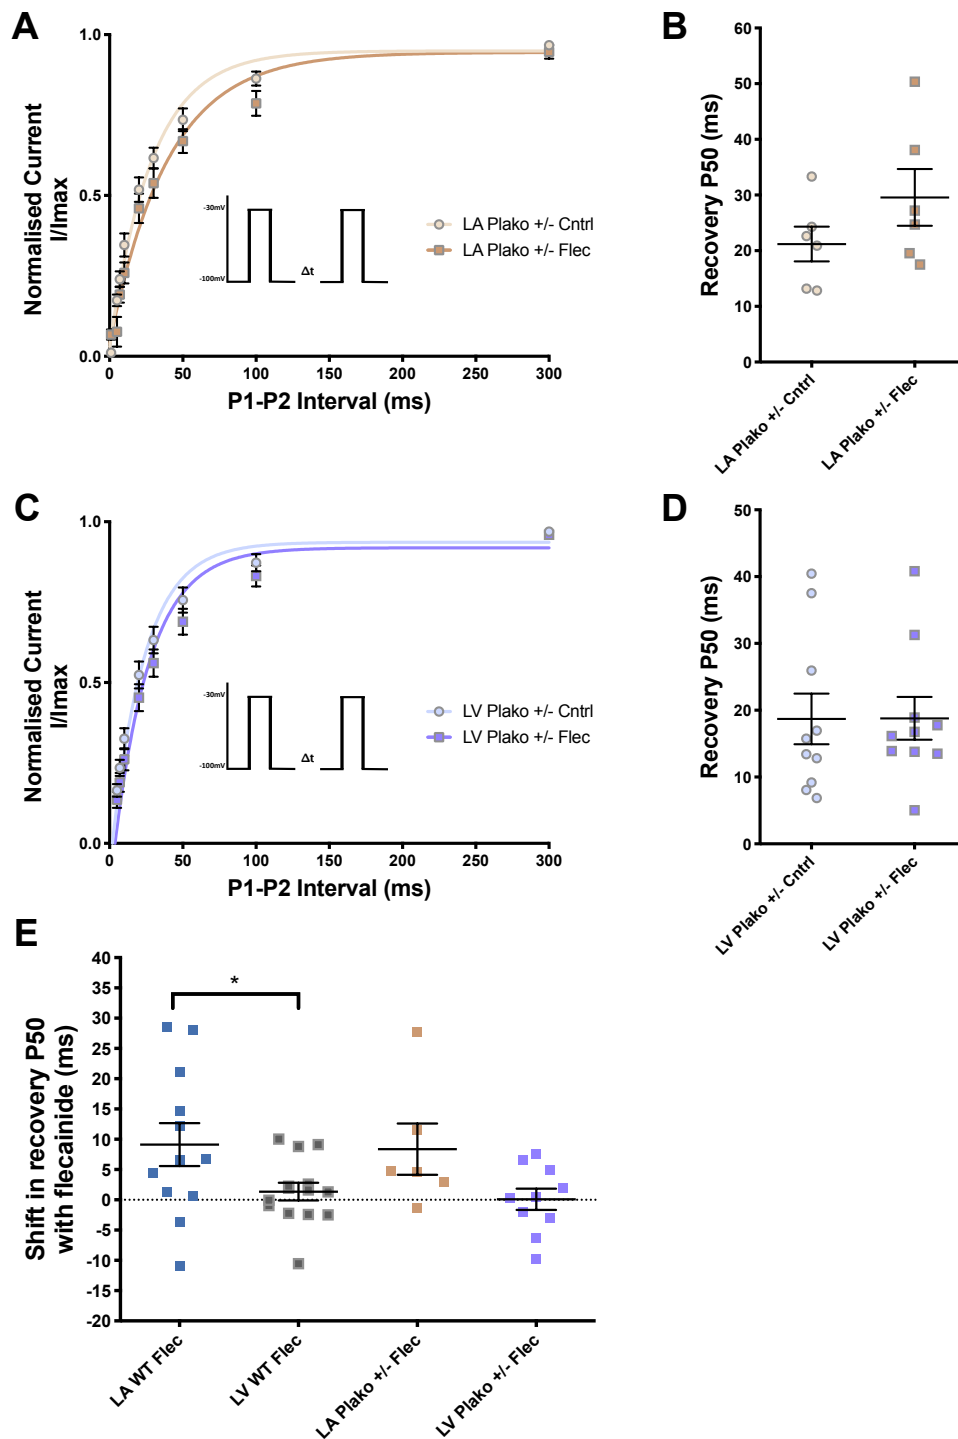 A
Normalised Current
I/Imax
1.0
0.5
0.0
-30mV
-100mV
Δt
LA Plako +/- Cntrl
LA Plako +/- Flec
0 50 100 150 200 250 300
P1-P2 Interval (ms)
B
Recovery P50 (ms)
60
50
40
30
20
10
0
LA Plako +/- Cntrl
LA Plako +/- Flec
C
Normalised Current
I/Imax
1.0
0.5
0.0
-30mV
-100mV
Δt
LV Plako +/- Cntrl
LV Plako +/- Flec
0 50 100 150 200 250 300
P1-P2 Interval (ms)
D
Recovery P50 (ms)
50
40
30
20
10
0
LV Plako +/- Cntrl
LV Plako +/- Flec
E
Shift in recovery P50
with flecainide (ms)
40
35
30
25
20
15
10
5
0
-5
-10
-15
-20
*
LA WT Flec
LV WT Flec
LA Plako +/- Flec
LV Plako +/- Flec